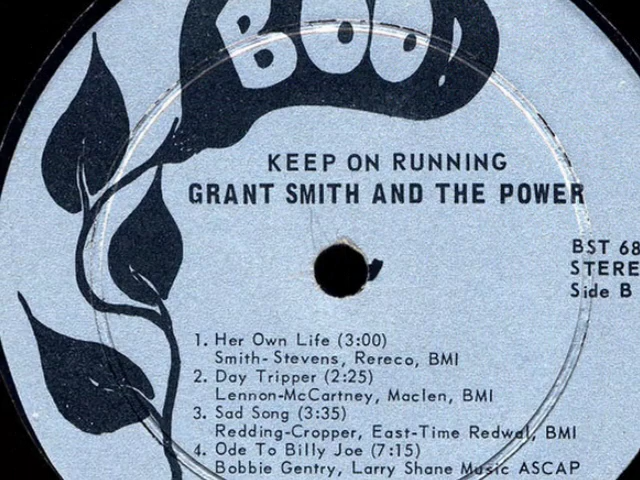 BOO!
KEEP ON RUNNING
GRANT SMITH AND THE POWER
BST 68
STERE
Side B
1. Her Own Life (3:00)
Smith-Stevens, Rereco, BMI
2. Day Tripper (2:25)
Lennon-McCartney, Maclen, BMI
3. Sad Song (3:35)
Redding-Cropper, East-Time Redwal, BMI
4. Ode To Billy Joe (7:15)
Bobbie Gentry, Larry Shane Music ASCAP